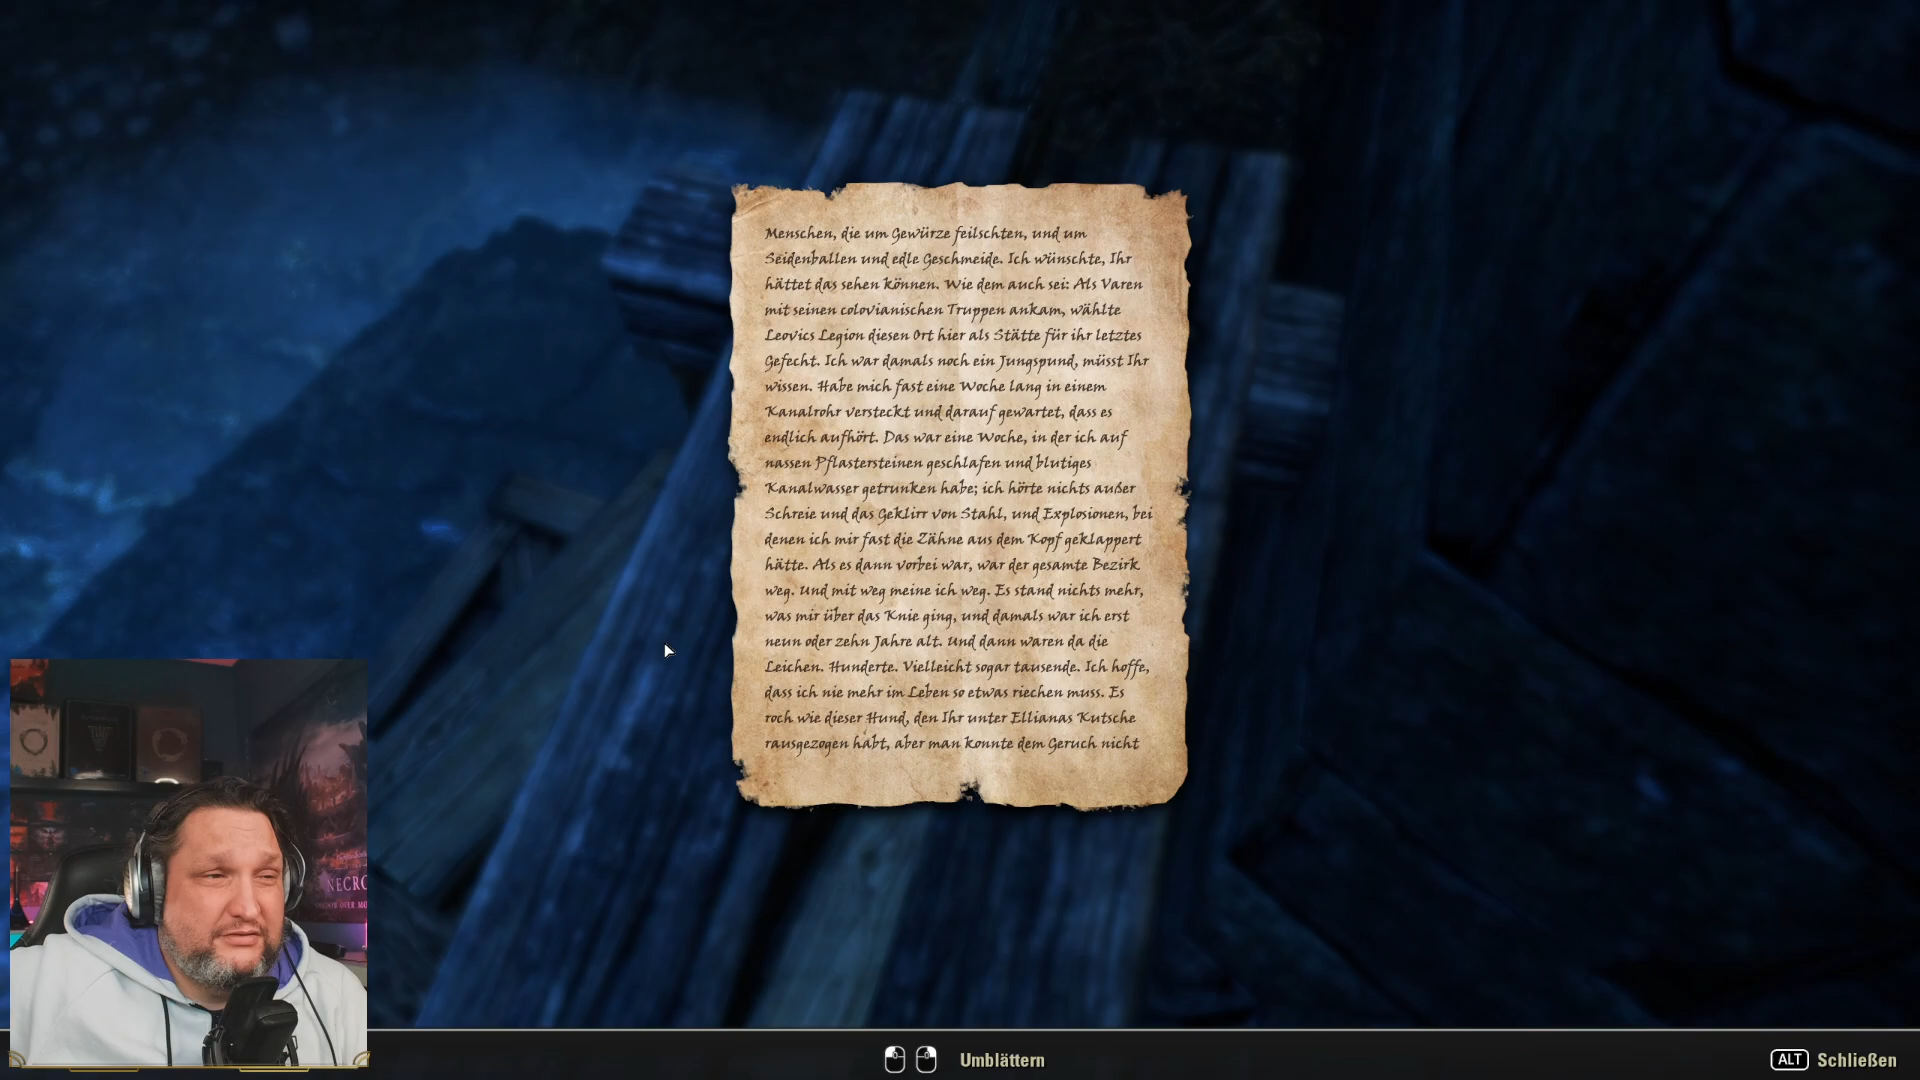 Menschen, die um Gewürze feilschten, und um
Seidenballen und edle Geschmeide. Ich wünschte, Ihr
hättet das sehen können. Wie dem auch sei: Als Varen
mit seinen colovianischen Truppen ankam, wählte
Leovics Legion diesen Ort hier als Stätte für ihr letztes
Gefecht. Ich war damals noch ein Jungspund, müsst Ihr
wissen. Habe mich fast eine Woche lang in einem
Kanalrohr versteckt und darauf gewartet, dass es
endlich aufhört. Das war eine Woche, in der ich auf
nassen Pflastersteinen geschlafen und blutiges
Kanalwasser getrunken habe; ich hörte nichts außer
Schreie und das Geklirr von Stahl, und Explosionen, bei
denen ich mir fast die Zähne aus dem Kopf geklappert
hätte. Als es dann vorbei war, war der gesamte Bezirk
weg. Und mit weg meine ich weg. Es stand nichts mehr,
was mir über das Knie ging, und damals war ich erst
neun oder zehn Jahre alt. Und dann waren da die
Leichen. Hunderte. Vielleicht sogar tausende. Ich hoffe,
dass ich nie mehr im Leben so etwas riechen muss. Es
roch wie dieser Hund, den Ihr unter Ellianas Kutsche
rausgezogen habt, aber man konnte dem Geruch nicht
NECRO
Umblättern
ALT Schließen